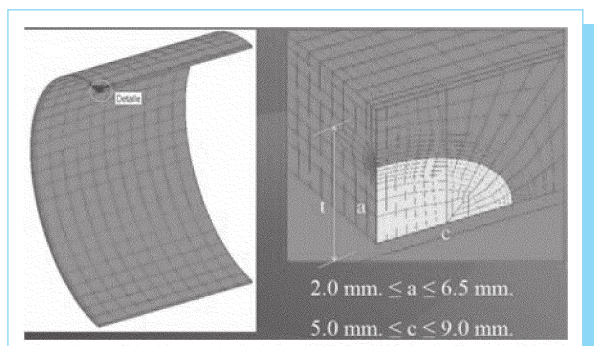 Detalle
t
a
c
2.0 mm. ≤ a ≤ 6.5 mm.
5.0 mm. ≤ c ≤ 9.0 mm.